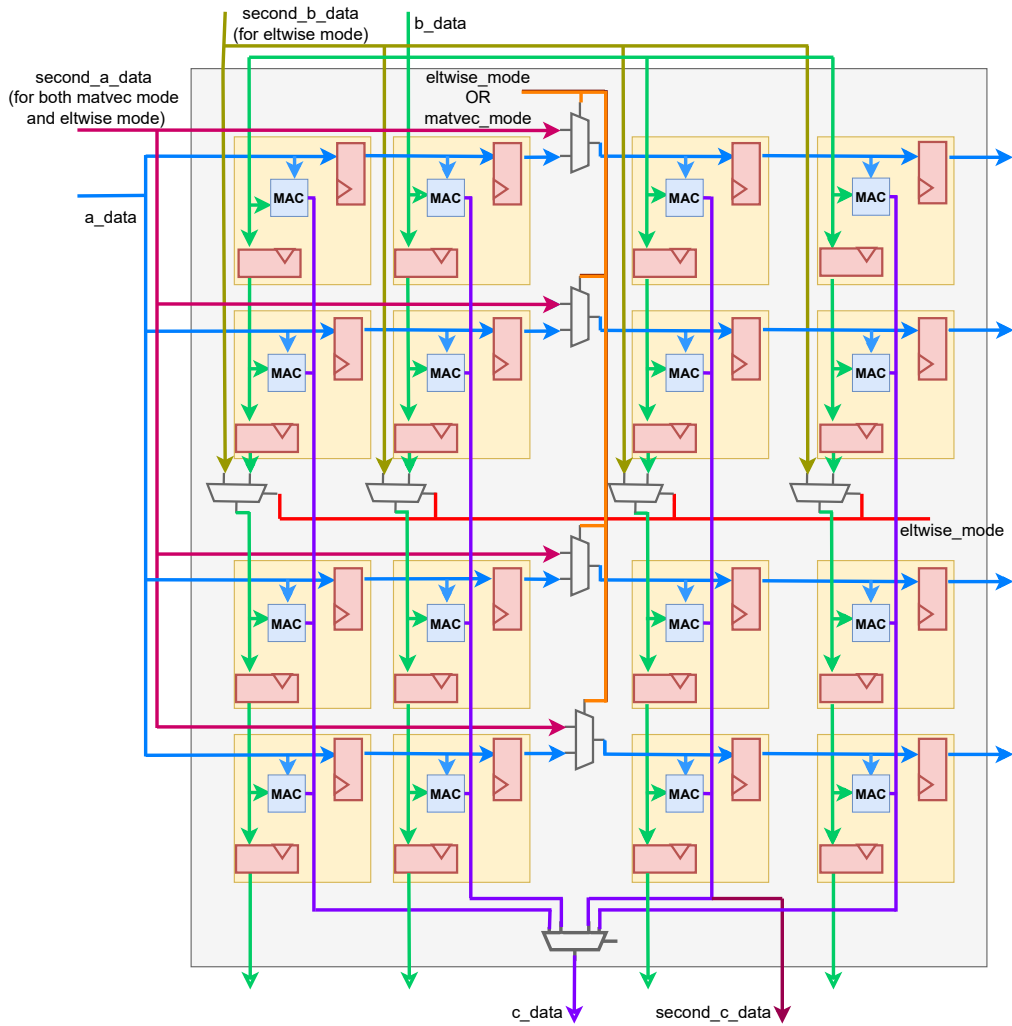 second_b_data
(for eltwise mode)
b_data
second_a_data
(for both matvec mode
and eltwise mode)
eltwise_mode
OR
matvec_mode
a_data
MAC
MAC
MAC
MAC
MAC
MAC
MAC
MAC
eltwise_mode
MAC
MAC
MAC
MAC
MAC
MAC
MAC
MAC
c_data
second_c_data